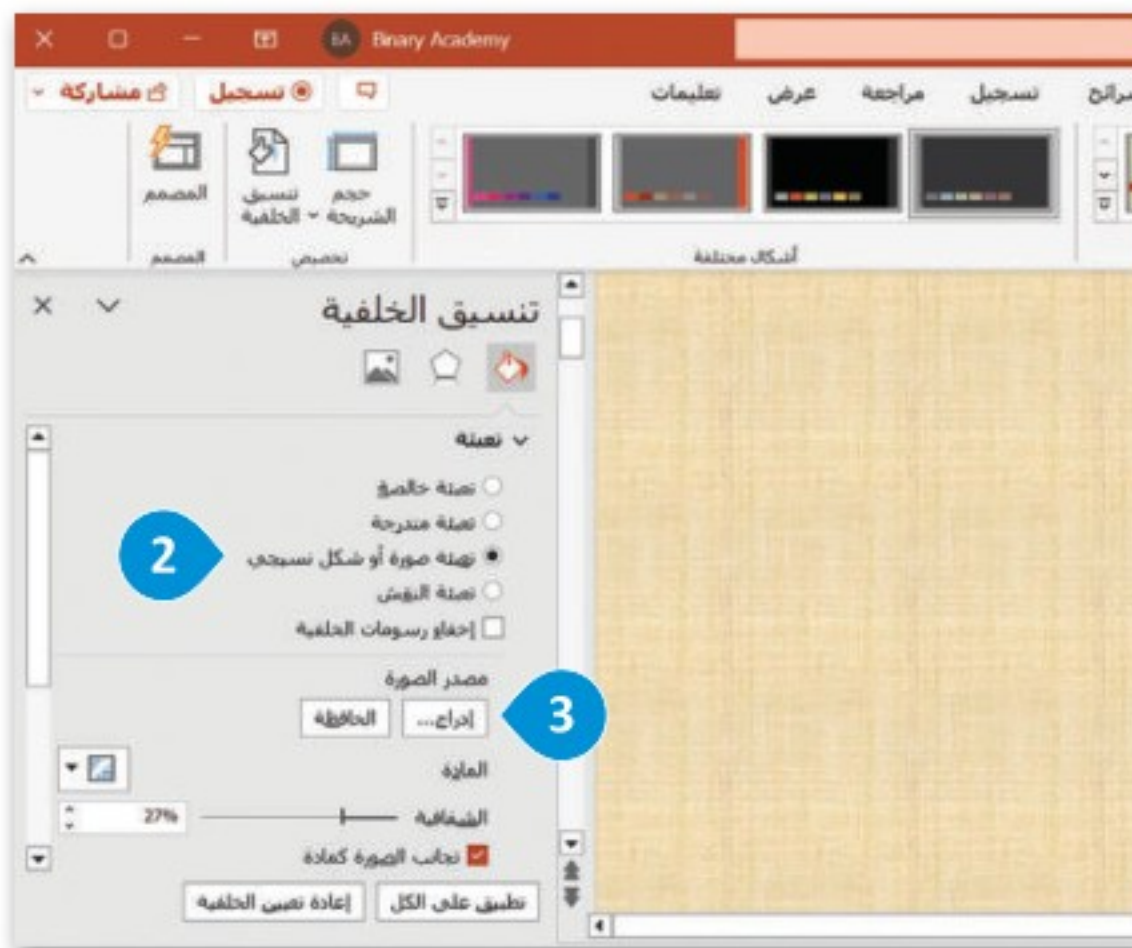 BA Binary Academy
تسجيل مراجعة عرض تعليمات
تسجيل مشاركة
حجم الشريحة
تنسيق الخلفية
المصمم
أشكال مختلفة
تخصيص
المصمم
تنسيق الخلفية
تعبئة
تعبئة خالصة
تعبئة متدرجة
2
تعبئة صورة أو شكل نسيجي
تعبئة النقش
إخفاء رسومات الخلفية
مصدر الصورة
3
إدراج... الحافظة
المادة
الشفافية 27%
تجانب الصورة كمادة
تطبيق على الكل إعادة تعيين الخلفية